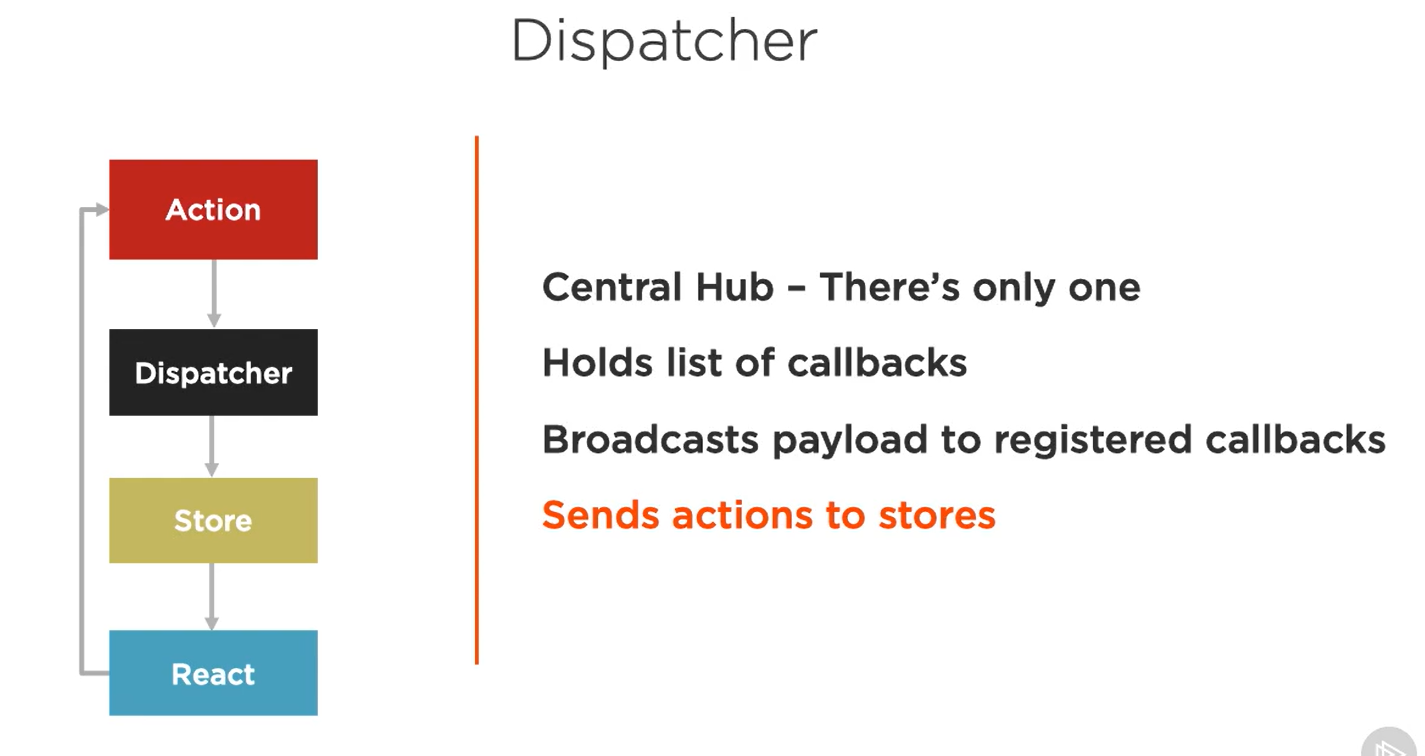 Dispatcher
Action
Dispatcher
Store
React
Central Hub – There’s only one
Holds list of callbacks
Broadcasts payload to registered callbacks
Sends actions to stores